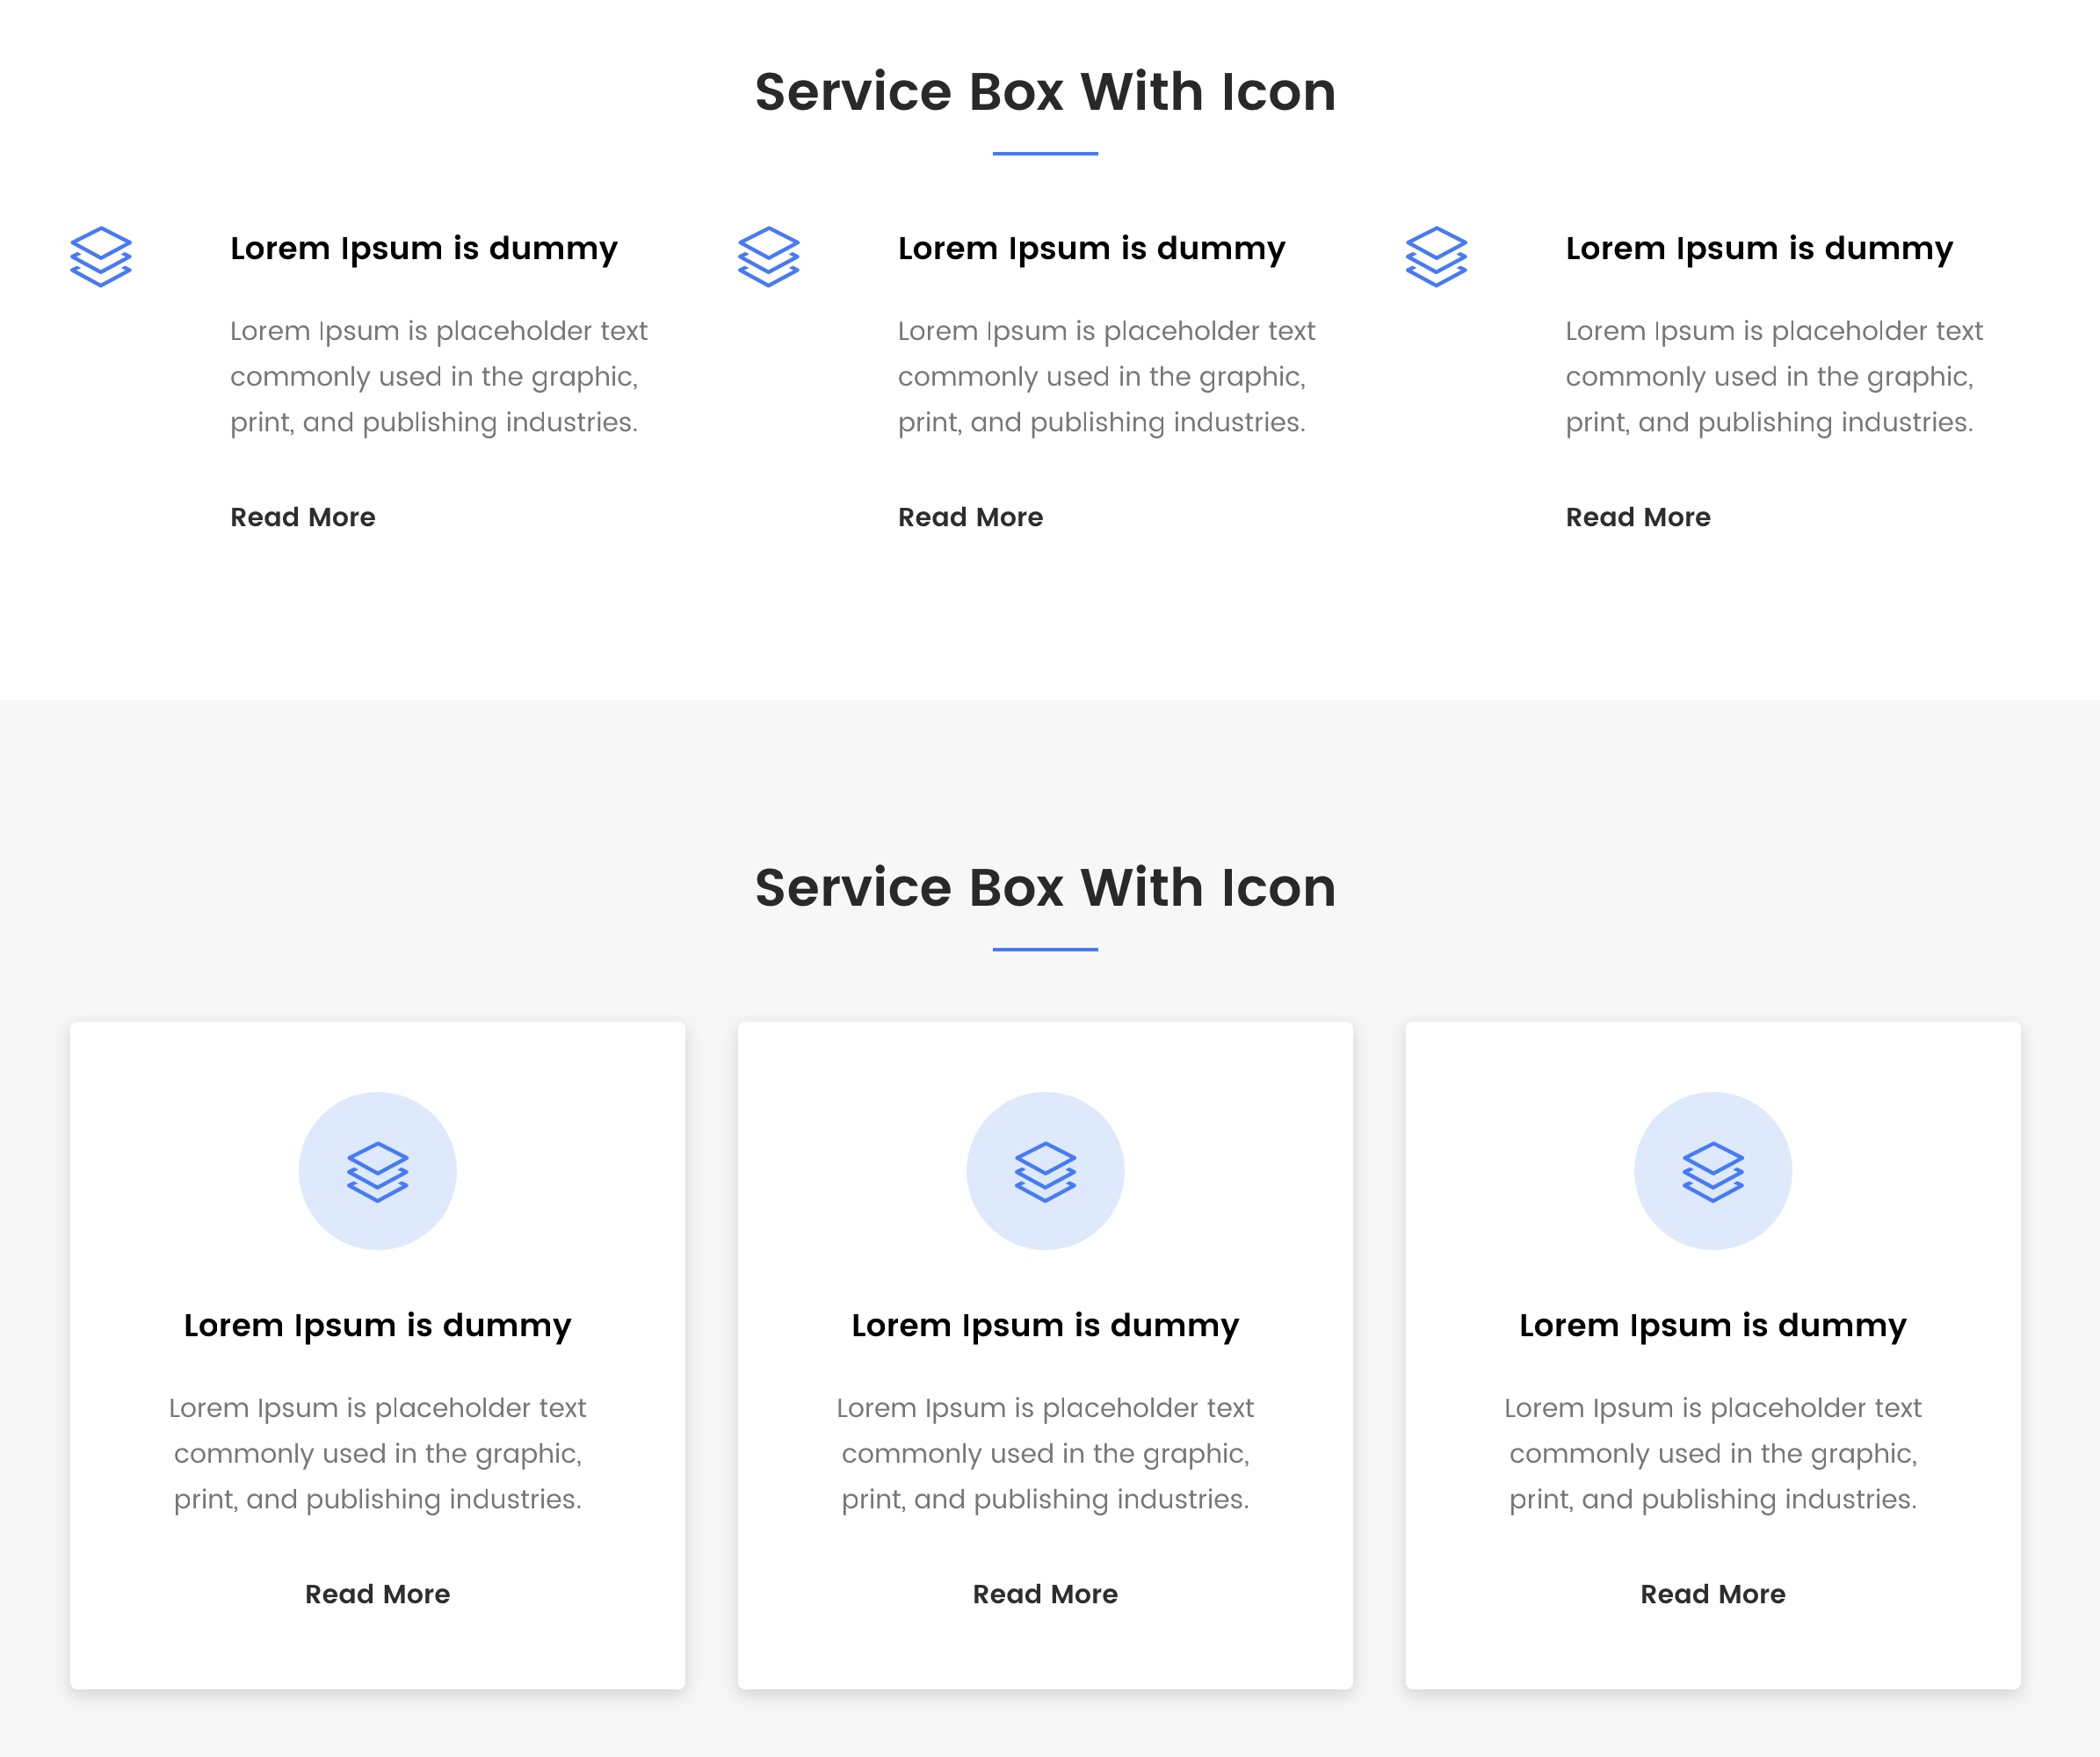 Service Box With Icon
Lorem Ipsum is dummy
Lorem Ipsum is placeholder text
commonly used in the graphic,
print, and publishing industries.
Read More
Lorem Ipsum is dummy
Lorem Ipsum is placeholder text
commonly used in the graphic,
print, and publishing industries.
Read More
Lorem Ipsum is dummy
Lorem Ipsum is placeholder text
commonly used in the graphic,
print, and publishing industries.
Read More
Service Box With Icon
Lorem Ipsum is dummy
Lorem Ipsum is placeholder text
commonly used in the graphic,
print, and publishing industries.
Read More
Lorem Ipsum is dummy
Lorem Ipsum is placeholder text
commonly used in the graphic,
print, and publishing industries.
Read More
Lorem Ipsum is dummy
Lorem Ipsum is placeholder text
commonly used in the graphic,
print, and publishing industries.
Read More